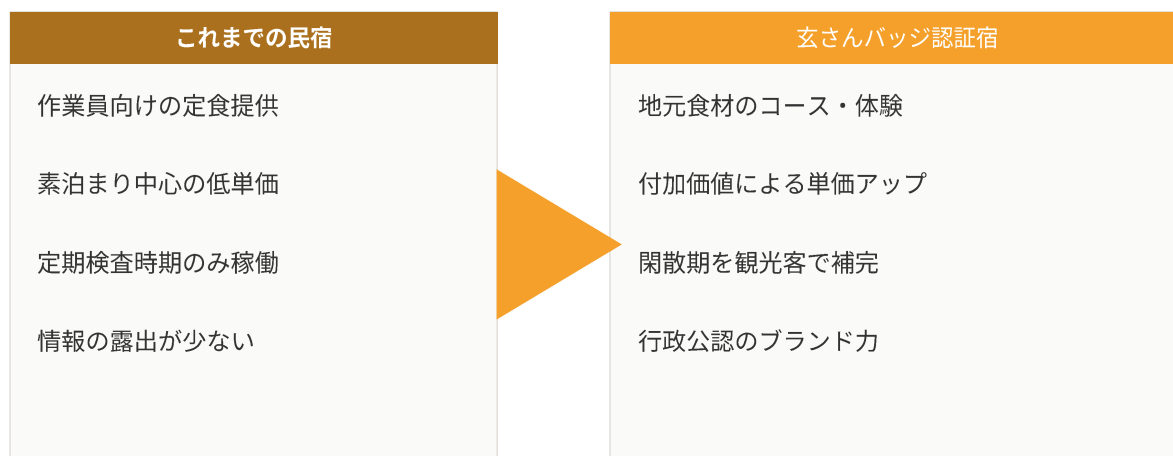 これまでの民宿
作業員向けの定食提供
素泊まり中心の低単価
定期検査時期のみ稼働
情報の露出が少ない
玄さんバッジ認証宿
地元食材のコース・体験
付加価値による単価アップ
閑散期を観光客で補完
行政公認のブランド力